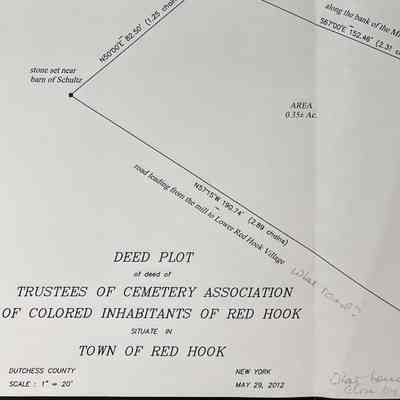 along the bank of the M
S67°00'E 152.46' (2.31
N50°00'E 82.50' (1.25 chain
stone set near
barn of Schultz
AREA
0.35± Ac.
N57°15'W 190.74' (2.89 chains)
road leading from the mill to Lower Red Hook Village
What
DEED PLOT
of deed of
TRUSTEES OF CEMETERY ASSOCIATION
OF COLORED INHABITANTS OF RED HOOK
SITUATE IN
TOWN OF RED HOOK
DUTCHESS COUNTY NEW YORK
SCALE : 1" = 20' MAY 29, 2012